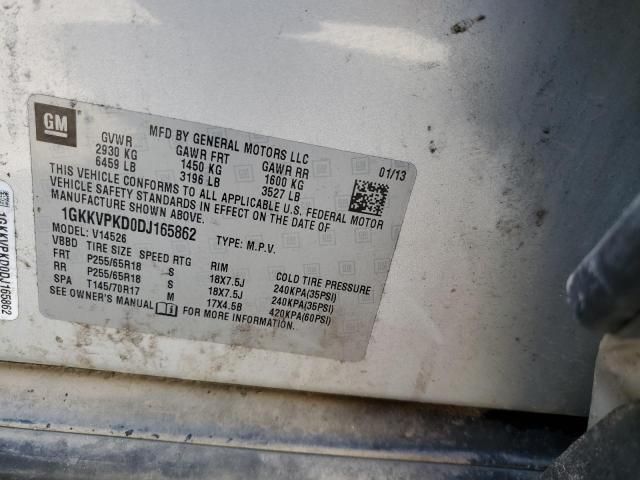 GM
MFD BY GENERAL MOTORS LLC
GVWR GAWR FRT GAWR RR 01/13
2930 KG 1450 KG 1600 KG
6459 LB 3196 LB 3527 LB
THIS VEHICLE CONFORMS TO ALL APPLICABLE U.S. FEDERAL MOTOR
VEHICLE SAFETY STANDARDS IN EFFECT ON THE DATE OF
MANUFACTURE SHOWN ABOVE.
1GKKVPKD0DJ165862 TYPE: M.P.V.
MODEL: V14526
VBBD TIRE SIZE SPEED RTG RIM COLD TIRE PRESSURE
FRT P255/65R18 S 18X7.5J 240KPA(35PSI)
RR P255/65R18 S 18X7.5J 240KPA(35PSI)
SPA T145/70R17 M 17X4.5B 420KPA(60PSI)
SEE OWNER'S MANUAL FOR MORE INFORMATION.
1GKKVPKD0DJ165862